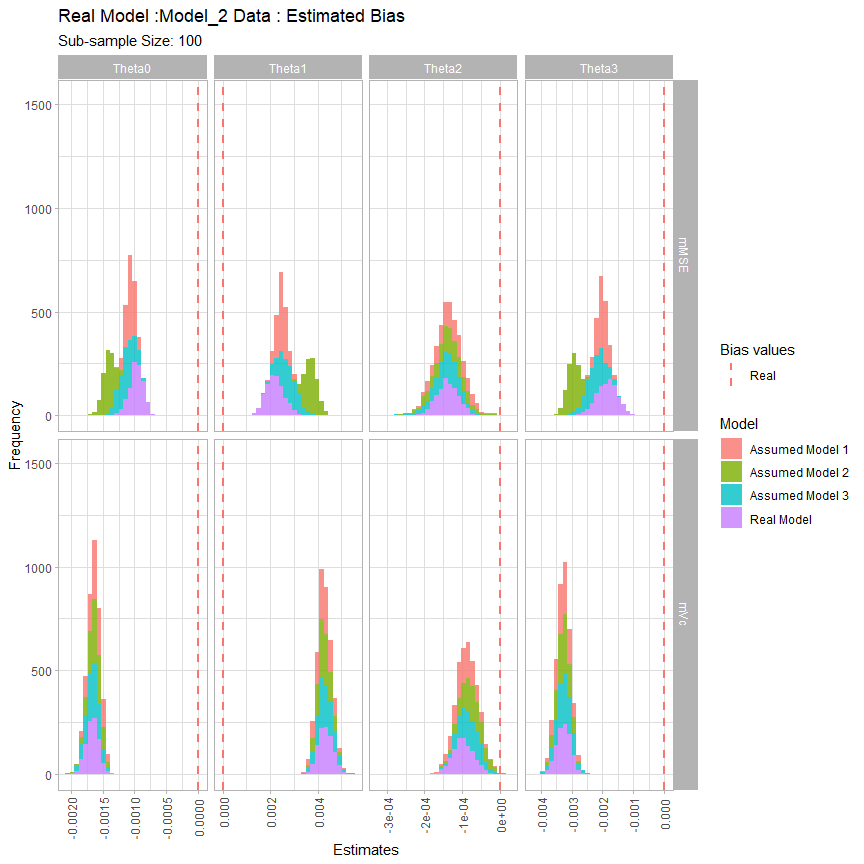 Real Model :Model_2 Data : Estimated Bias
Sub-sample Size: 100
Theta0
Theta1
Theta2
Theta3
1500
1000
500
0
mMSE
1500
1000
500
0
mVc
Frequency
-0.0020
-0.0015
-0.0010
-0.0005
0.0000
0.000
0.002
0.004
-3e-04
-2e-04
-1e-04
0e+00
-0.004
-0.003
-0.002
-0.001
0.000
Estimates
Bias values
Real
Model
Assumed Model 1
Assumed Model 2
Assumed Model 3
Real Model